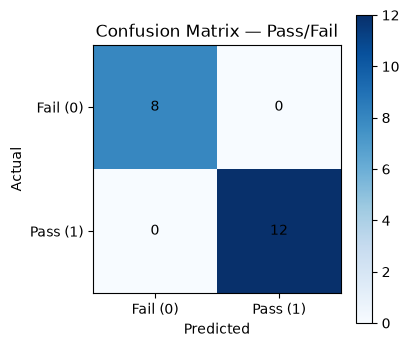 Confusion Matrix — Pass/Fail
12
10
8
6
4
2
0
Fail (0)
8
0
Pass (1)
0
12
Fail (0)
Pass (1)
Predicted
Actual